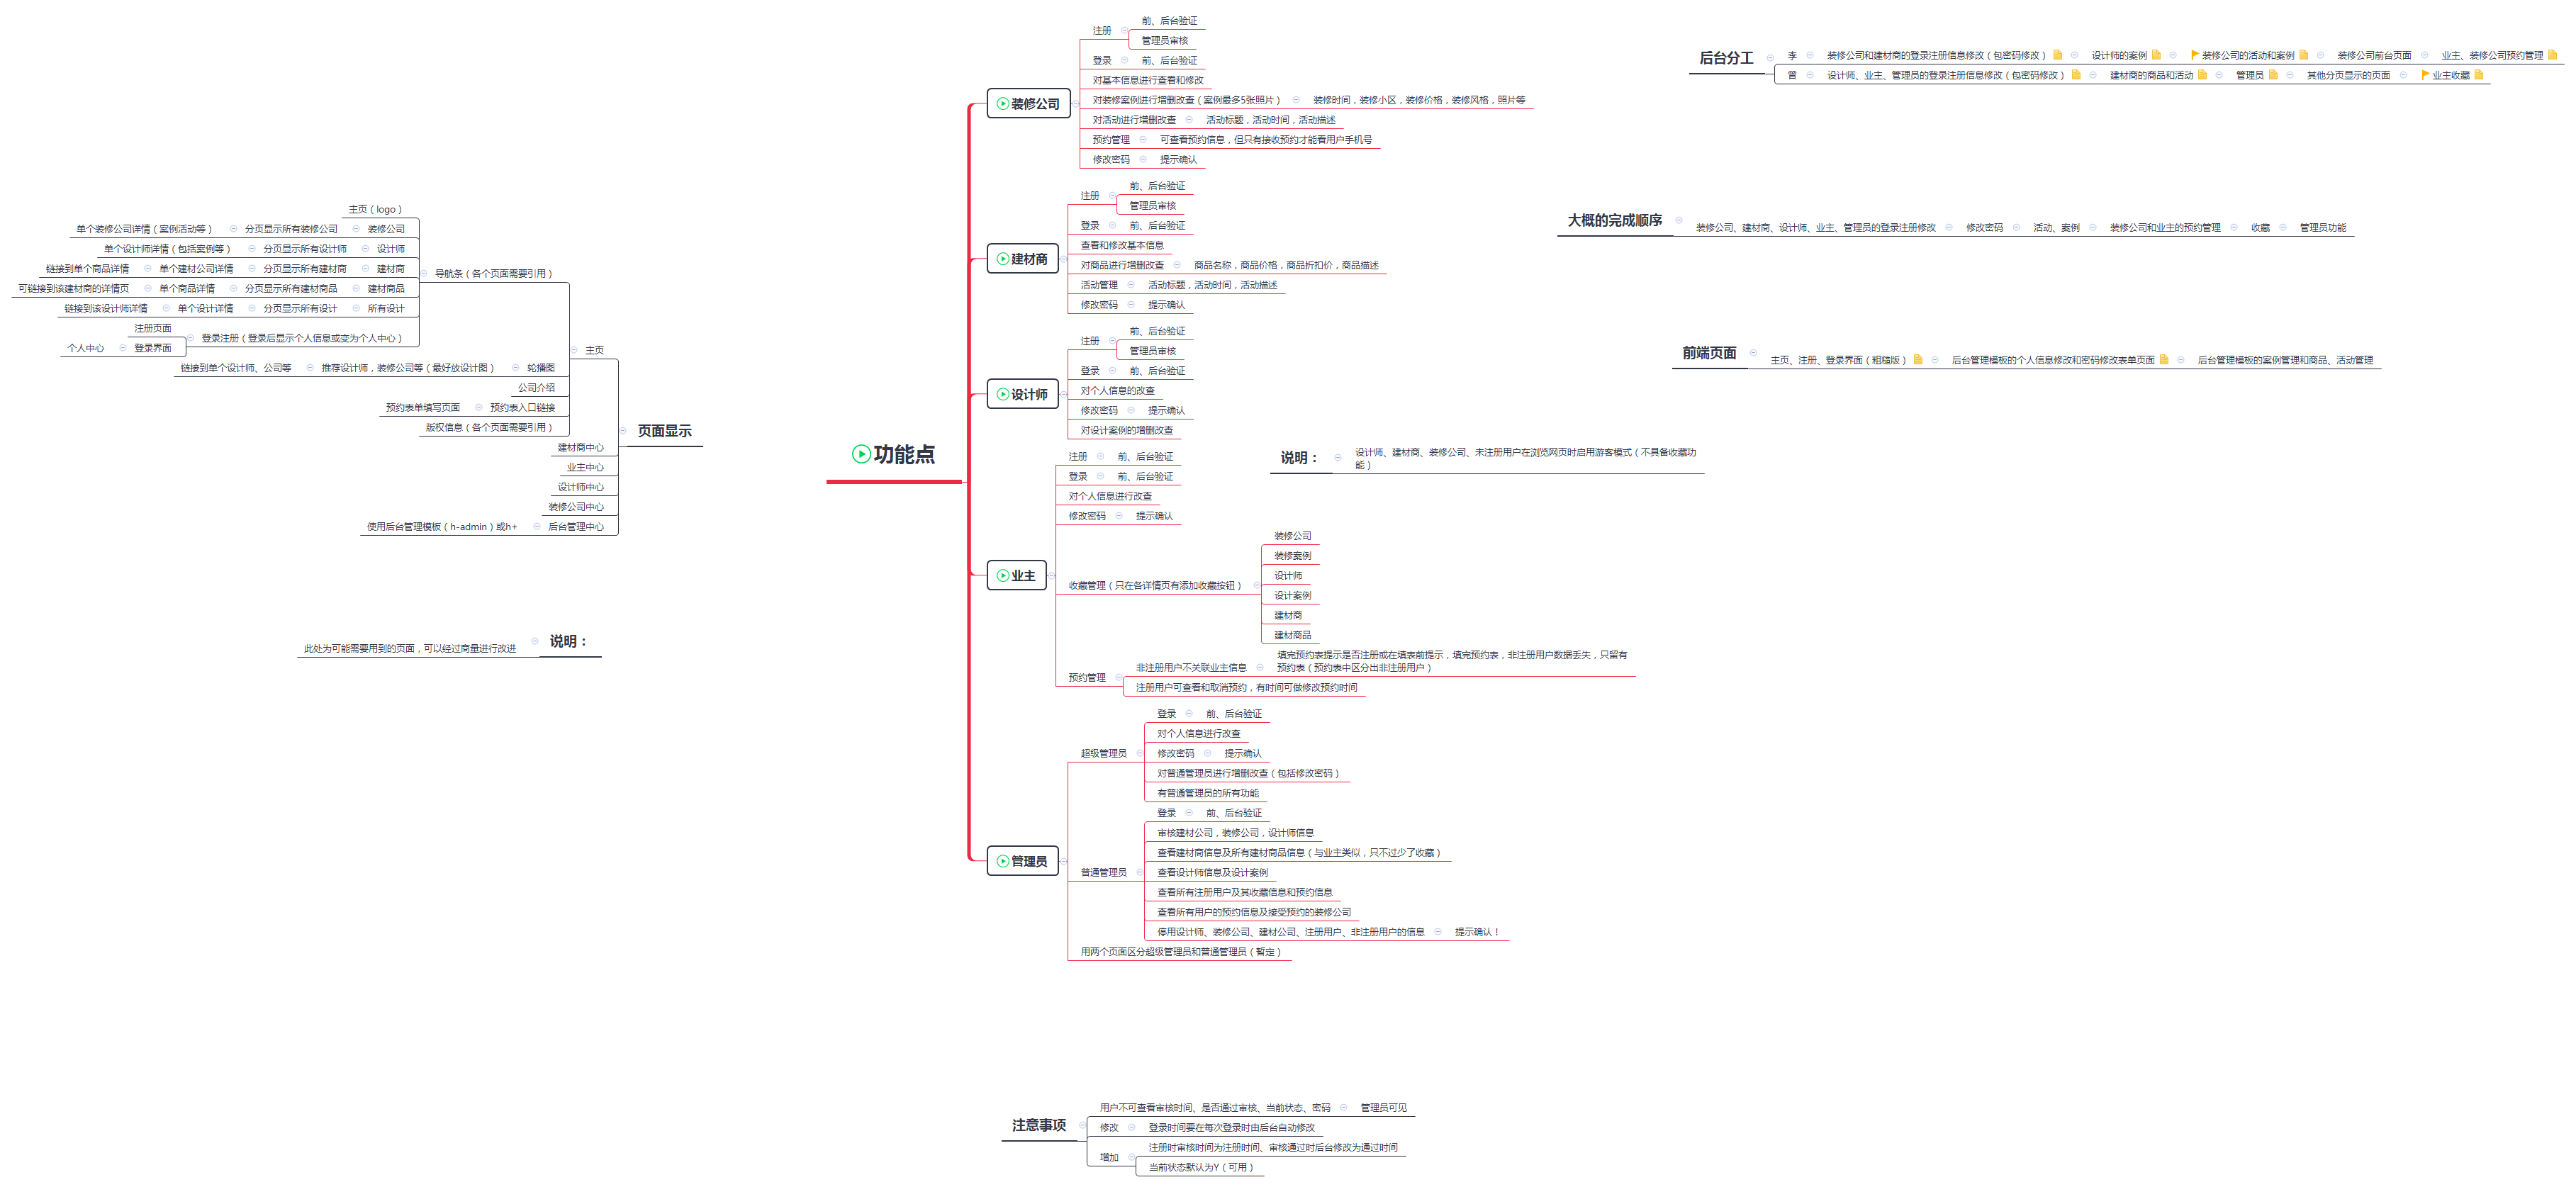 功能点
装修公司
注册
前、后台验证
管理员审核
登录
前、后台验证
对基本信息进行查看和修改
对装修案例进行增删改查（案例最多5张照片）
装修时间，装修小区，装修价格，装修风格，照片等
对活动进行增删改查
活动标题，活动时间，活动描述
预约管理
可查看预约信息，但只有接收预约才能看用户手机号
修改密码
提示确认
建材商
注册
前、后台验证
管理员审核
登录
前、后台验证
查看和修改基本信息
对商品进行增删改查
商品名称，商品价格，商品折扣价，商品描述
活动管理
活动标题，活动时间，活动描述
修改密码
提示确认
设计师
注册
前、后台验证
管理员审核
登录
前、后台验证
对个人信息的改查
修改密码
提示确认
对设计案例的增删改查
业主
注册
前、后台验证
登录
前、后台验证
对个人信息进行改查
修改密码
提示确认
收藏管理（只在各详情页有添加收藏按钮）
装修公司
装修案例
设计师
设计案例
建材商
建材商品
预约管理
非注册用户不关联业主信息
填完预约表提示是否注册或在填表前提示，填完预约表，非注册用户数据丢失，只留有
预约表（预约表中区分出非注册用户）
注册用户可查看和取消预约，有时间可做修改预约时间
管理员
超级管理员
登录
前、后台验证
对个人信息进行改查
修改密码
提示确认
对普通管理员进行增删改查（包括修改密码）
有普通管理员的所有功能
普通管理员
登录
前、后台验证
审核建材公司，装修公司，设计师信息
查看建材商信息及所有建材商品信息（与业主类似，只不过少了收藏）
查看设计师信息及设计案例
查看所有注册用户及其收藏信息和预约信息
查看所有用户的预约信息及接受预约的装修公司
停用设计师、装修公司、建材公司、注册用户、非注册用户的信息
提示确认！
用两个页面区分超级管理员和普通管理员（暂定）
页面显示
主页
导航条（各个页面需要引用）
主页（logo）
装修公司
分页显示所有装修公司
单个装修公司详情（案例活动等）
设计师
分页显示所有设计师
单个设计师详情（包括案例等）
建材商
分页显示所有建材商
单个建材公司详情
链接到单个商品详情
建材商品
分页显示所有建材商品
单个商品详情
可链接到该建材商的详情页
所有设计
分页显示所有设计
单个设计详情
链接到该设计师详情
登录注册（登录后显示个人信息或变为个人中心）
注册页面
登录界面
个人中心
轮播图
推荐设计师，装修公司等（最好放设计图）
链接到单个设计师、公司等
公司介绍
预约表入口链接
预约表单填写页面
版权信息（各个页面需要引用）
建材商中心
业主中心
设计师中心
装修公司中心
后台管理中心
使用后台管理模板（h-admin）或h+
说明：
此处为可能需要用到的页面，可以经过商量进行改进
后台分工
李
装修公司和建材商的登录注册信息修改（包密码修改）
设计师的案例
装修公司的活动和案例
装修公司前台页面
业主、装修公司预约管理
曾
设计师、业主、管理员的登录注册信息修改（包密码修改）
建材商的商品和活动
管理员
其他分页显示的页面
业主收藏
大概的完成顺序
装修公司、建材商、设计师、业主、管理员的登录注册修改
修改密码
活动、案例
装修公司和业主的预约管理
收藏
管理员功能
前端页面
主页、注册、登录界面（粗糙版）
后台管理模板的个人信息修改和密码修改表单页面
后台管理模板的案例管理和商品、活动管理
说明：
设计师、建材商、装修公司、未注册用户在浏览网页时启用游客模式（不具备收藏功
能）
注意事项
用户不可查看审核时间、是否通过审核、当前状态、密码
管理员可见
修改
登录时间要在每次登录时由后台自动修改
增加
注册时审核时间为注册时间、审核通过时后台修改为通过时间
当前状态默认为Y（可用）